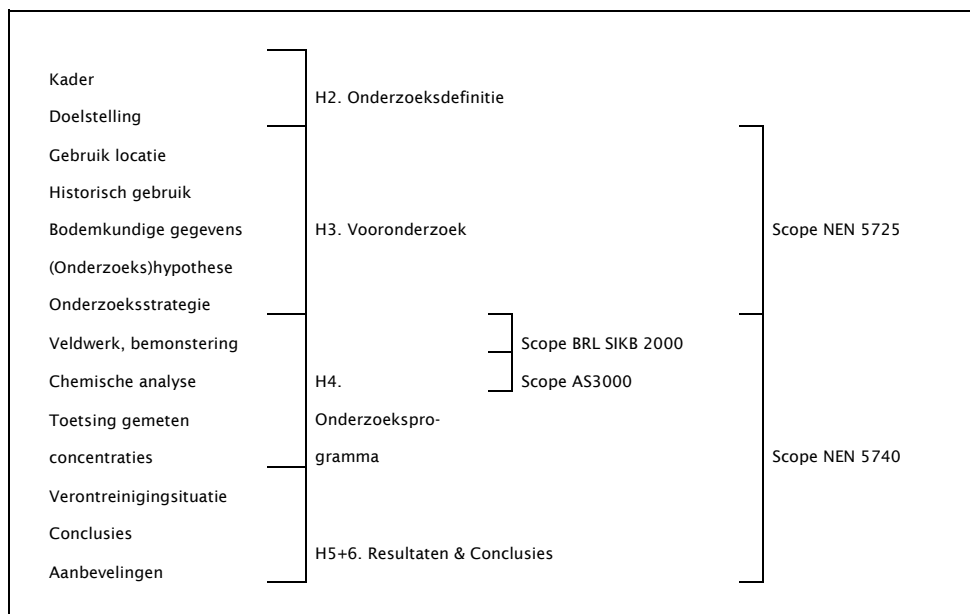 Kader
H2. Onderzoeksdefinitie
Doelstelling
Gebruik locatie
Historisch gebruik
Bodemkundige gegevens
H3. Vooronderzoek
Scope NEN 5725
(Onderzoeks)hypothese
Onderzoeksstrategie
Veldwerk, bemonstering
Scope BRL SIKB 2000
Chemische analyse
H4.
Scope AS3000
Toetsing gemeten
Onderzoekspro-
concentraties
gramma
Scope NEN 5740
Verontreinigingsituatie
Conclusies
H5+6. Resultaten & Conclusies
Aanbevelingen